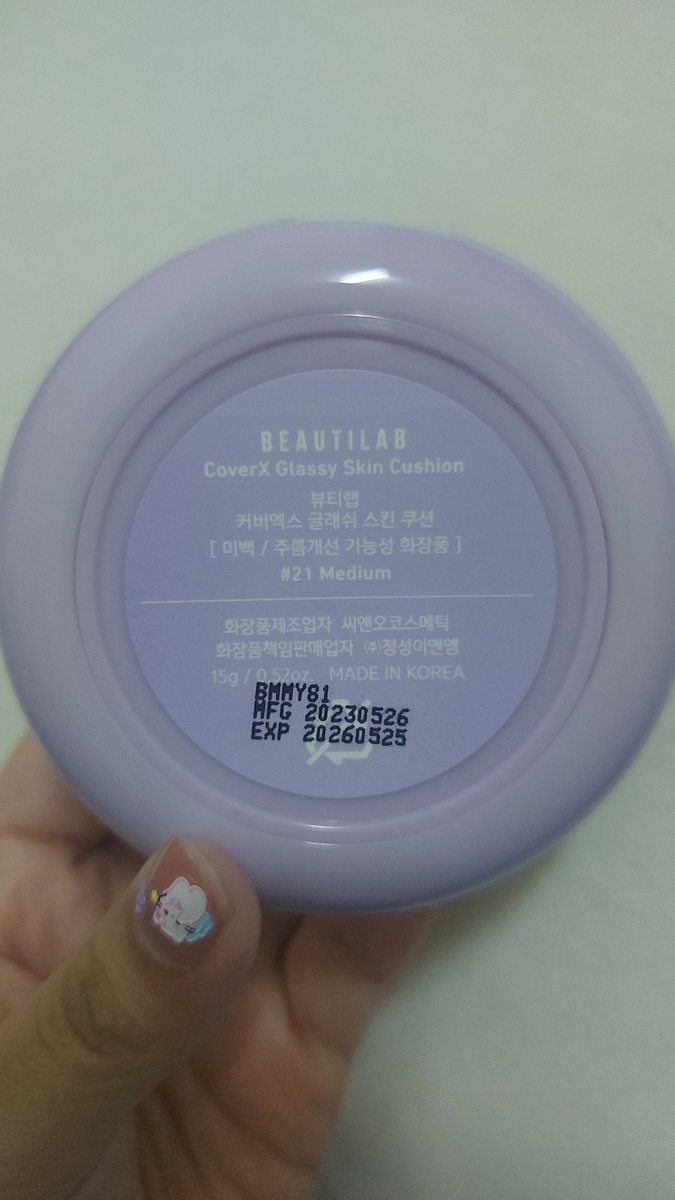 BEAUTILAB
CoverX Glassy Skin Cushion
뷰티랩
커버엑스 글래쉬 스킨 쿠션
[ 미백 / 주름개선 기능성 화장품 ]
#21 Medium
화장품제조업자 씨앤오코스메틱
화장품책임판매업자 ㈜정성이앤엠
15g / 0.52oz. MADE IN KOREA
BMMY81
MFG 20230526
EXP 20260525